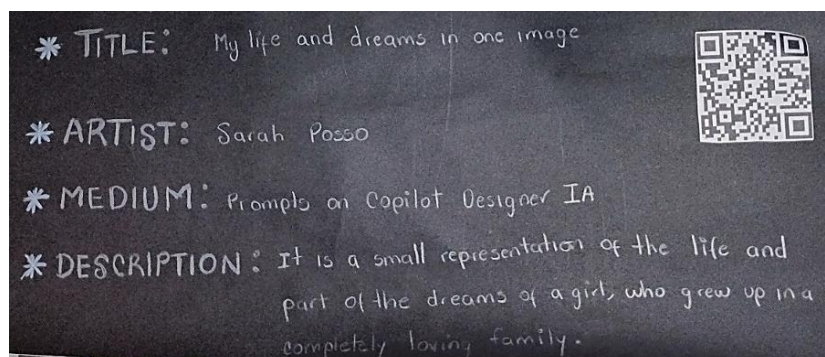 * TITLE: My life and dreams in one image
* ARTIST: Sarah Posso
* MEDIUM: Prompts on Copilot Designer IA
* DESCRIPTION: It is a small representation of the life and
part of the dreams of a girl, who grew up in a
completely loving family.